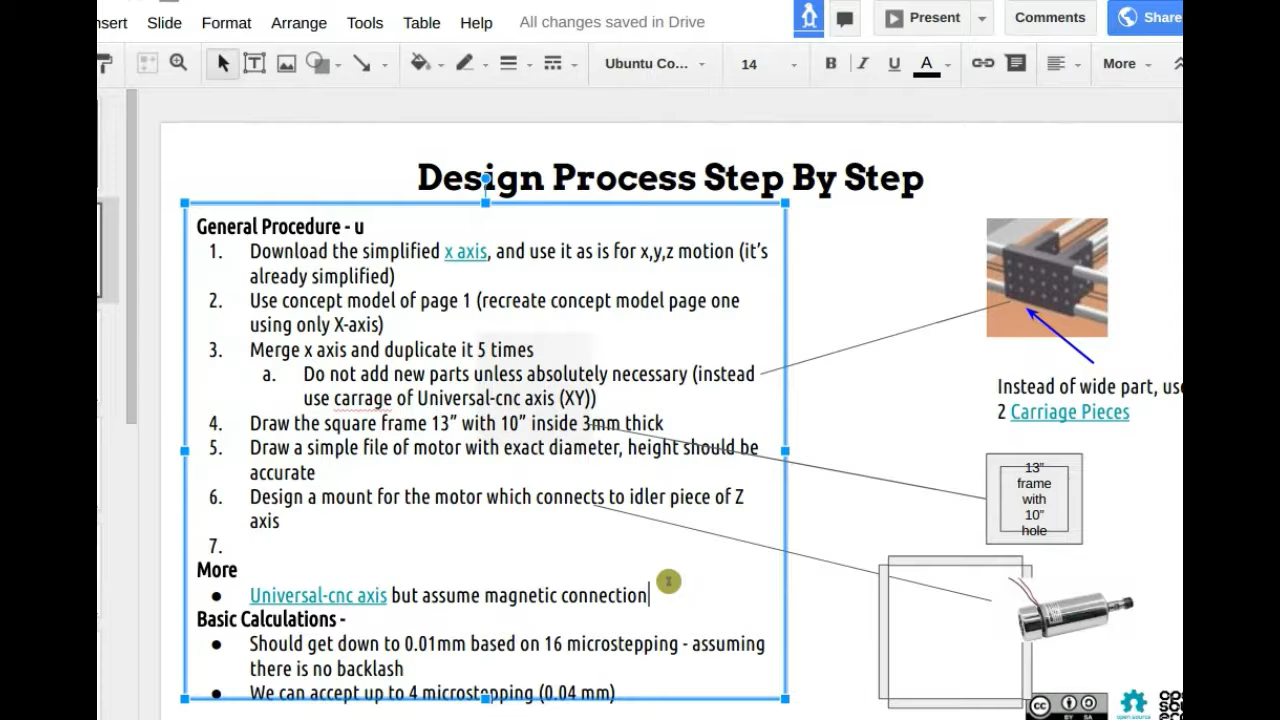 nsert Slide Format Arrange Tools Table Help All changes saved in Drive Present Comments Share
Ubuntu Co... 14 B I U A More
Design Process Step By Step
General Procedure - u
1. Download the simplified x axis, and use it as is for x,y,z motion (it's
already simplified)
2. Use concept model of page 1 (recreate concept model page one
using only X-axis)
3. Merge x axis and duplicate it 5 times
a. Do not add new parts unless absolutely necessary (instead
use carrage of Universal-cnc axis (XY))
4. Draw the square frame 13” with 10” inside 3mm thick
5. Draw a simple file of motor with exact diameter, height should be
accurate
6. Design a mount for the motor which connects to idler piece of Z
axis
7.
More
● Universal-cnc axis but assume magnetic connection
Basic Calculations -
● Should get down to 0.01mm based on 16 microstepping - assuming
there is no backlash
● We can accept up to 4 microstepping (0.04 mm)
Instead of wide part, use
2 Carriage Pieces
13”
frame
with
10”
hole
cc
BY SA
open source